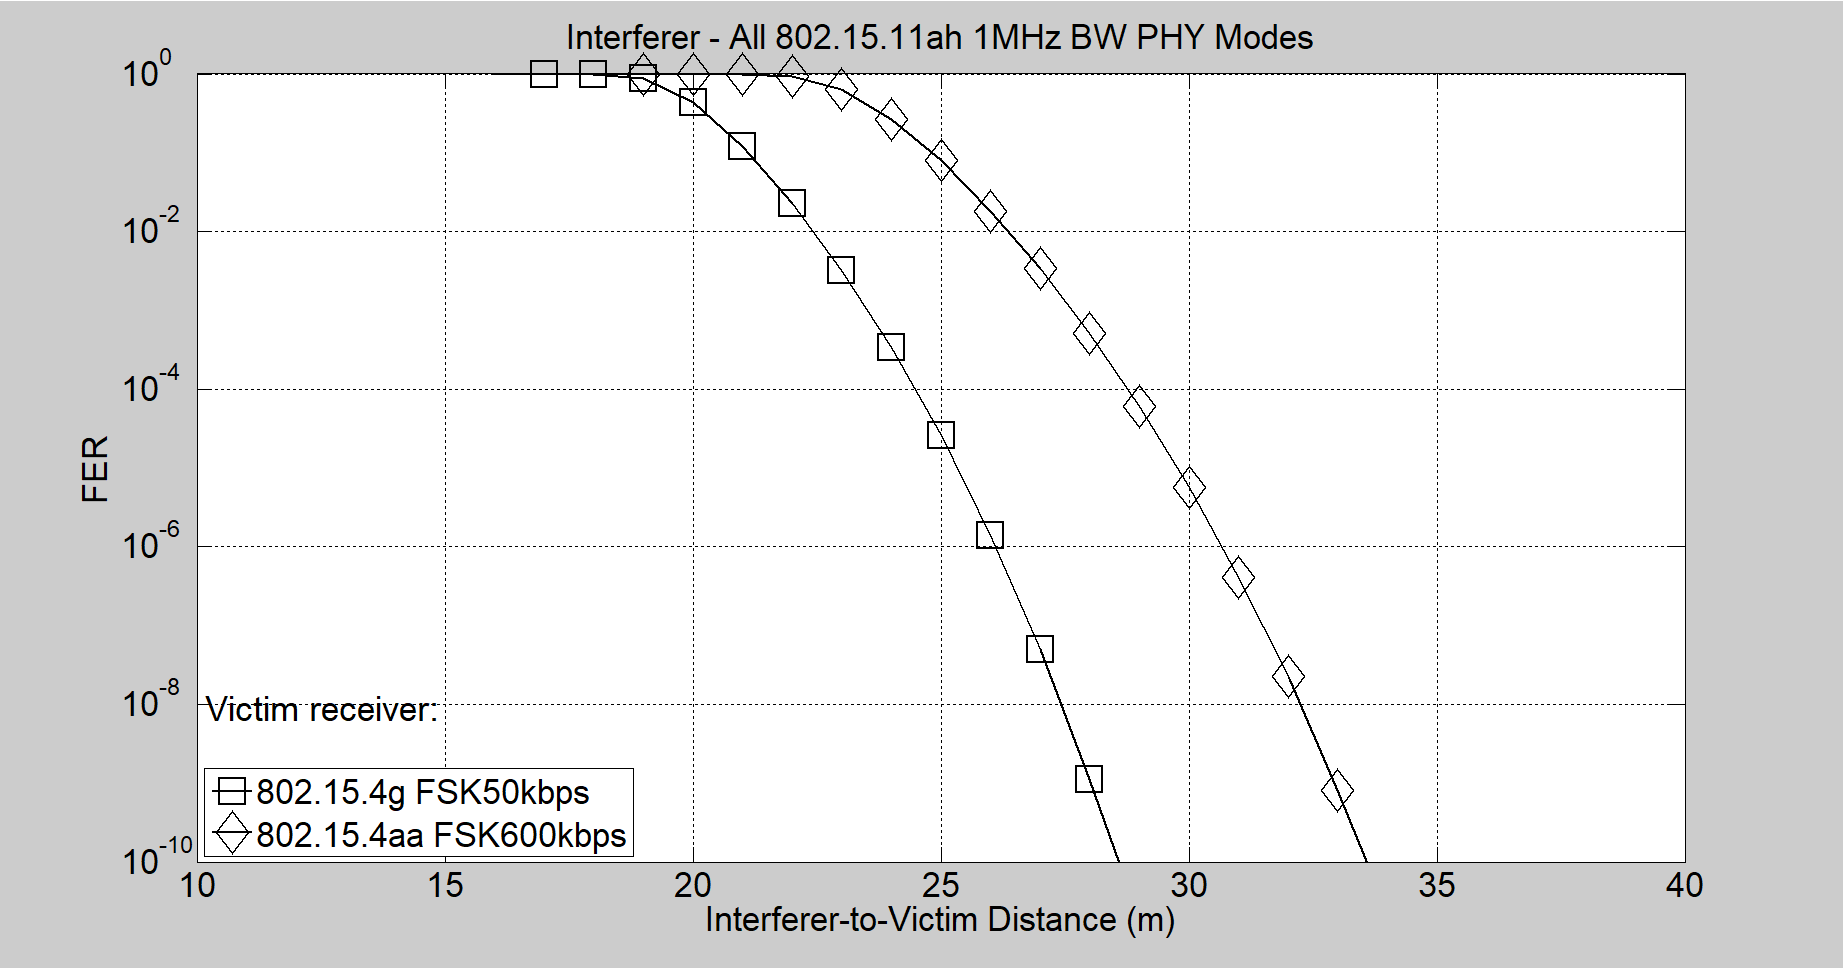 Interferer - All 802.15.11ah 1MHz BW PHY Modes
10^0
10^-2
10^-4
10^-6
10^-8
10^-10
FER
Victim receiver:
802.15.4g FSK50kbps
802.15.4aa FSK600kbps
10 15 20 25 30 35 40
Interferer-to-Victim Distance (m)